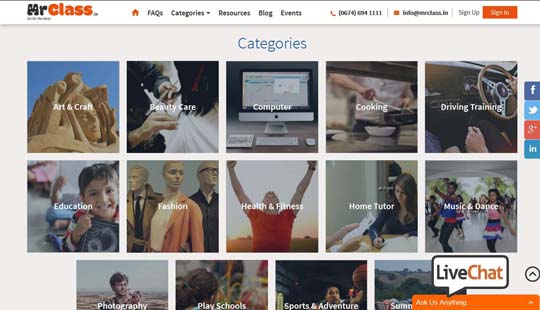 MrClass.in
Go for the Best
FAQs Categories Resources Blog Events (0674) 694 1111 info@mrclass.in Sign Up Sign In
Categories
Art & Craft Beauty Care Computer Cooking Driving Training
Education Fashion Health & Fitness Home Tutor Music & Dance
Photography Play Schools Sports & Adventure Summ
LiveChat
Ask Us Anything...